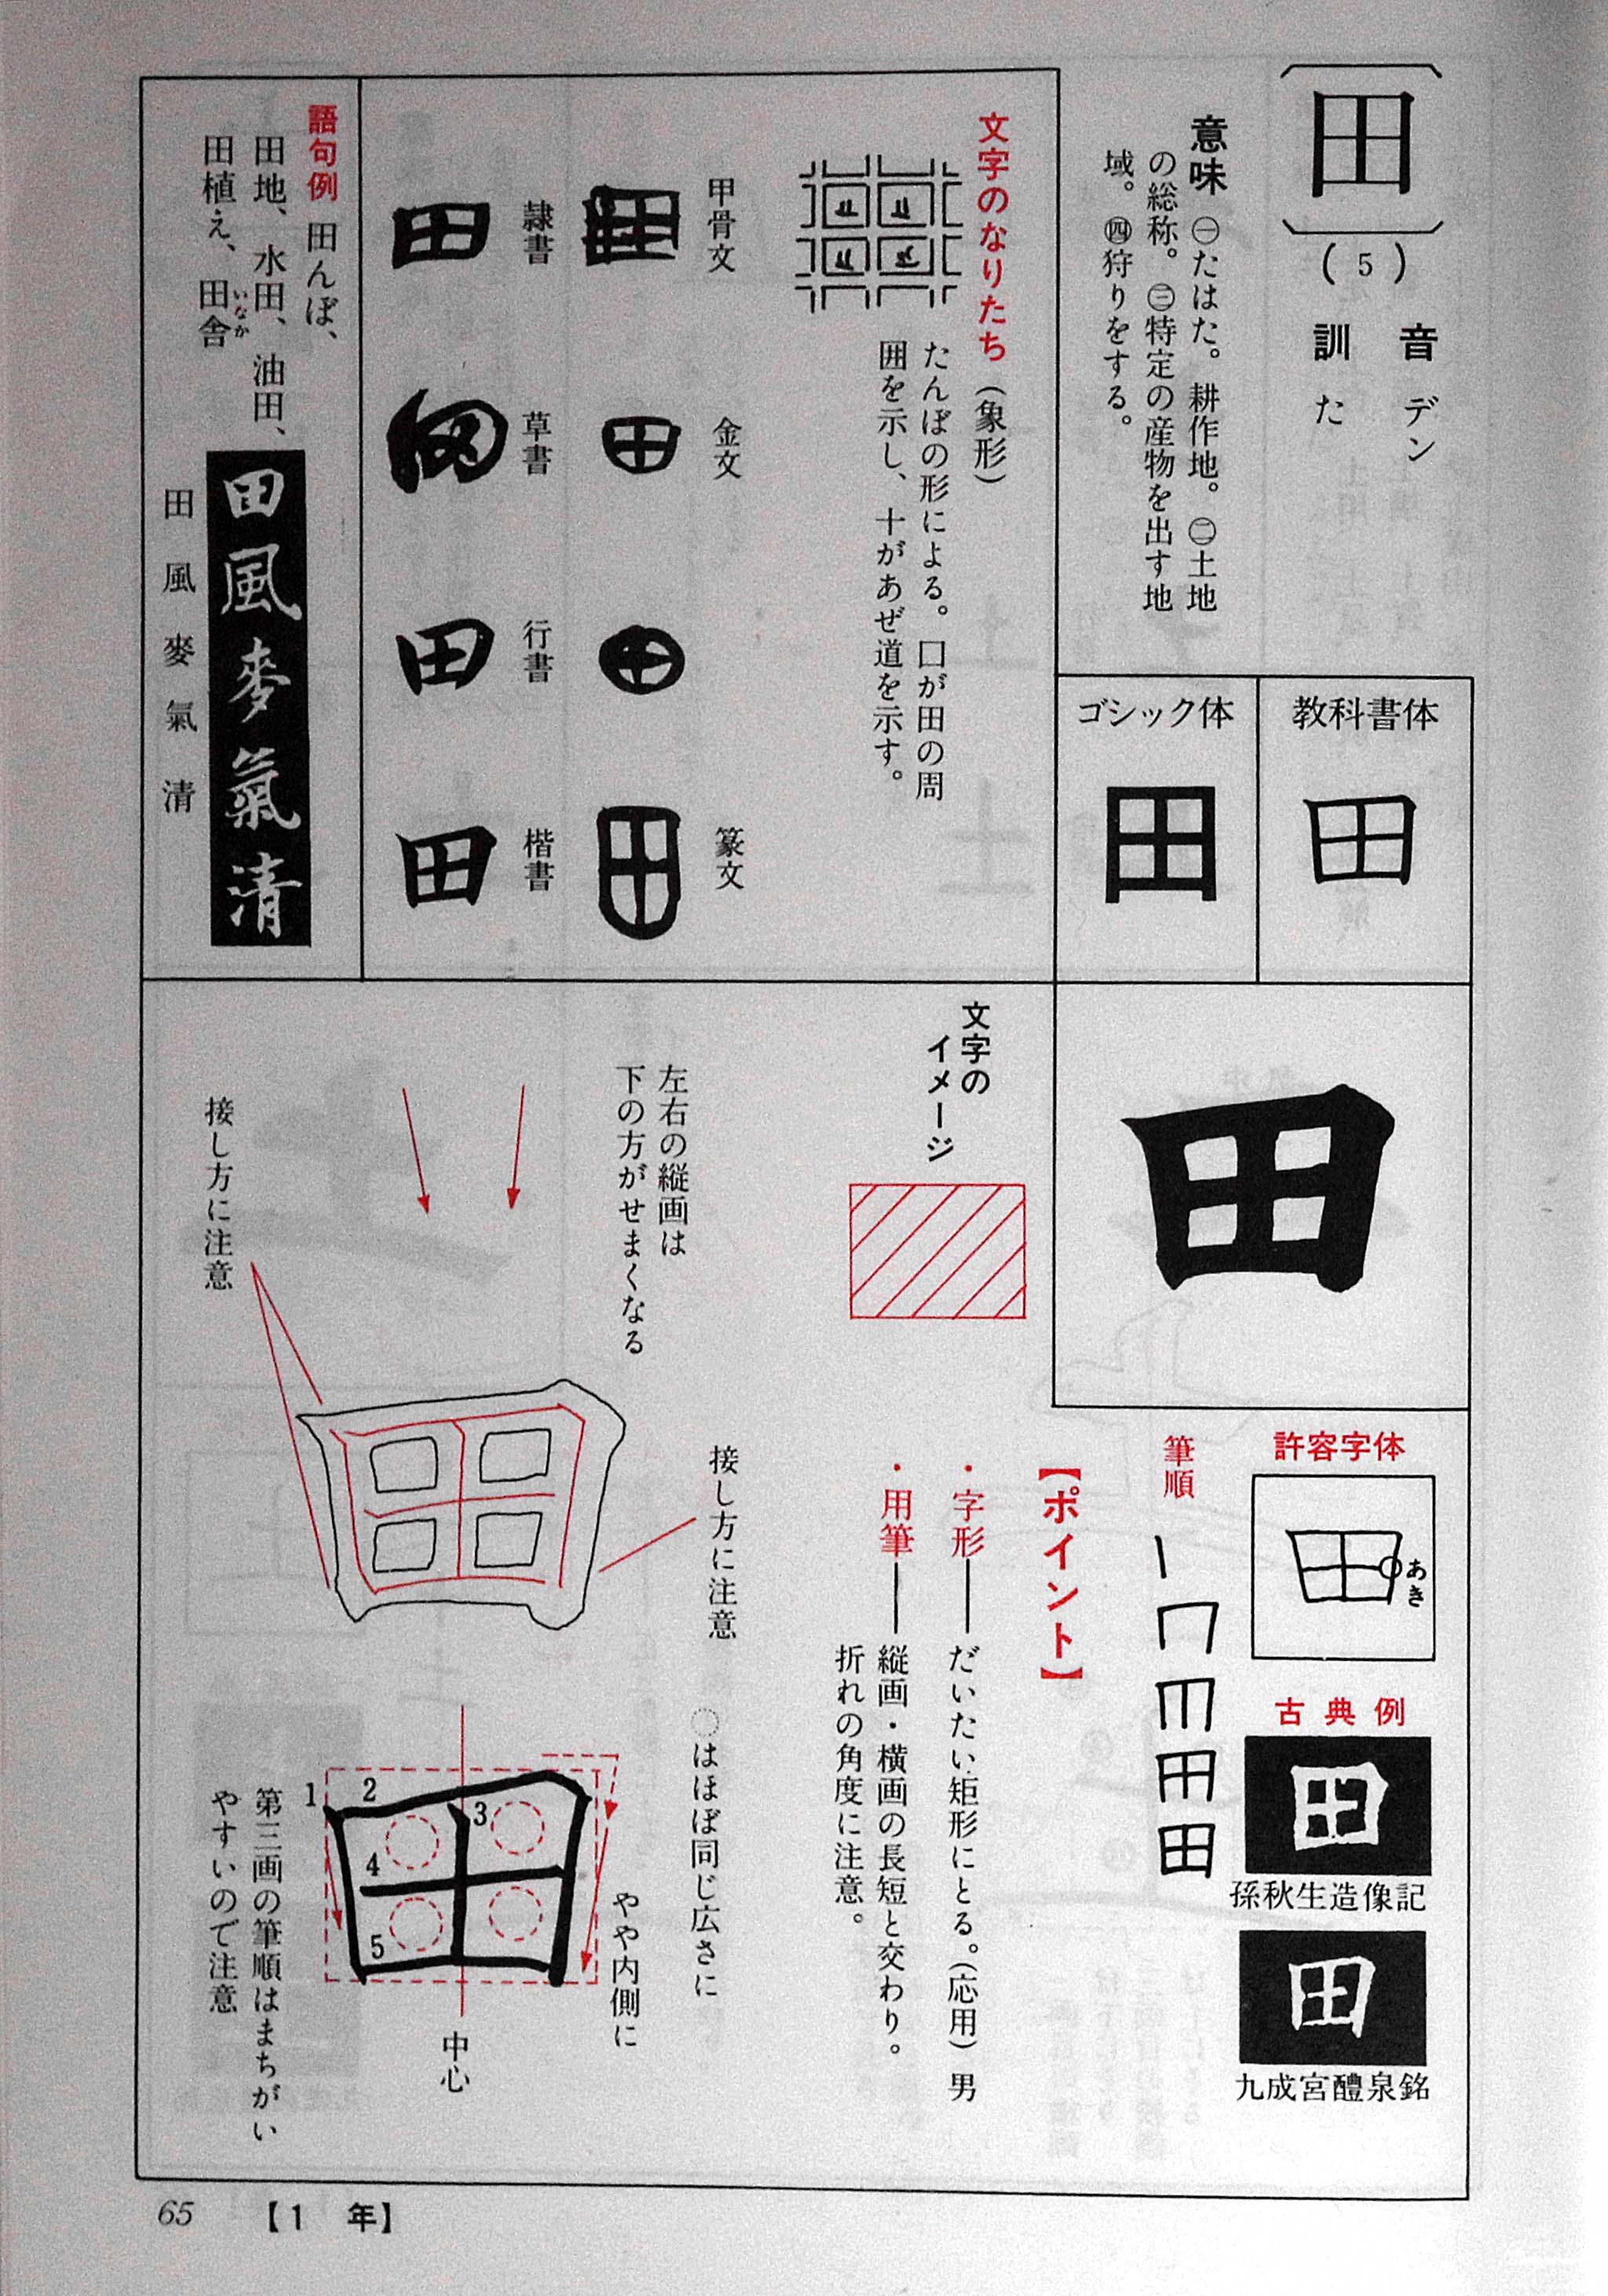 田
(5)
音 デン
訓 た
意味 ㊀たはた。耕作地。㊁土地
の総称。㊂特定の産物を出す地
域。㊃狩りをする。
教科書体
田
ゴシック体
田
文字のなりたち（象形）
たんぼの形による。囗が田の周
囲を示し、十があぜ道を示す。
甲骨文
金文
篆文
隷書
草書
行書
楷書
語句例 田んぼ、
田地、水田、油田、
田植え、田舎
いなか
田風麥氣清
田風麥氣清
田
許容字体
田
あき
古典例
田
孫秋生造像記
田
九成宮醴泉銘
筆順
【ポイント】
・字形――だいたい矩形にとる。（応用）男
・用筆――縦画・横画の長短と交わり。
折れの角度に注意。
文字の
イメージ
左右の縦画は
下の方がせまくなる
接し方に注意
接し方に注意
○はほぼ同じ広さに
やや内側に
1
2
3
4
5
中心
第三画の筆順はまちがい
やすいので注意
65
【1 年】